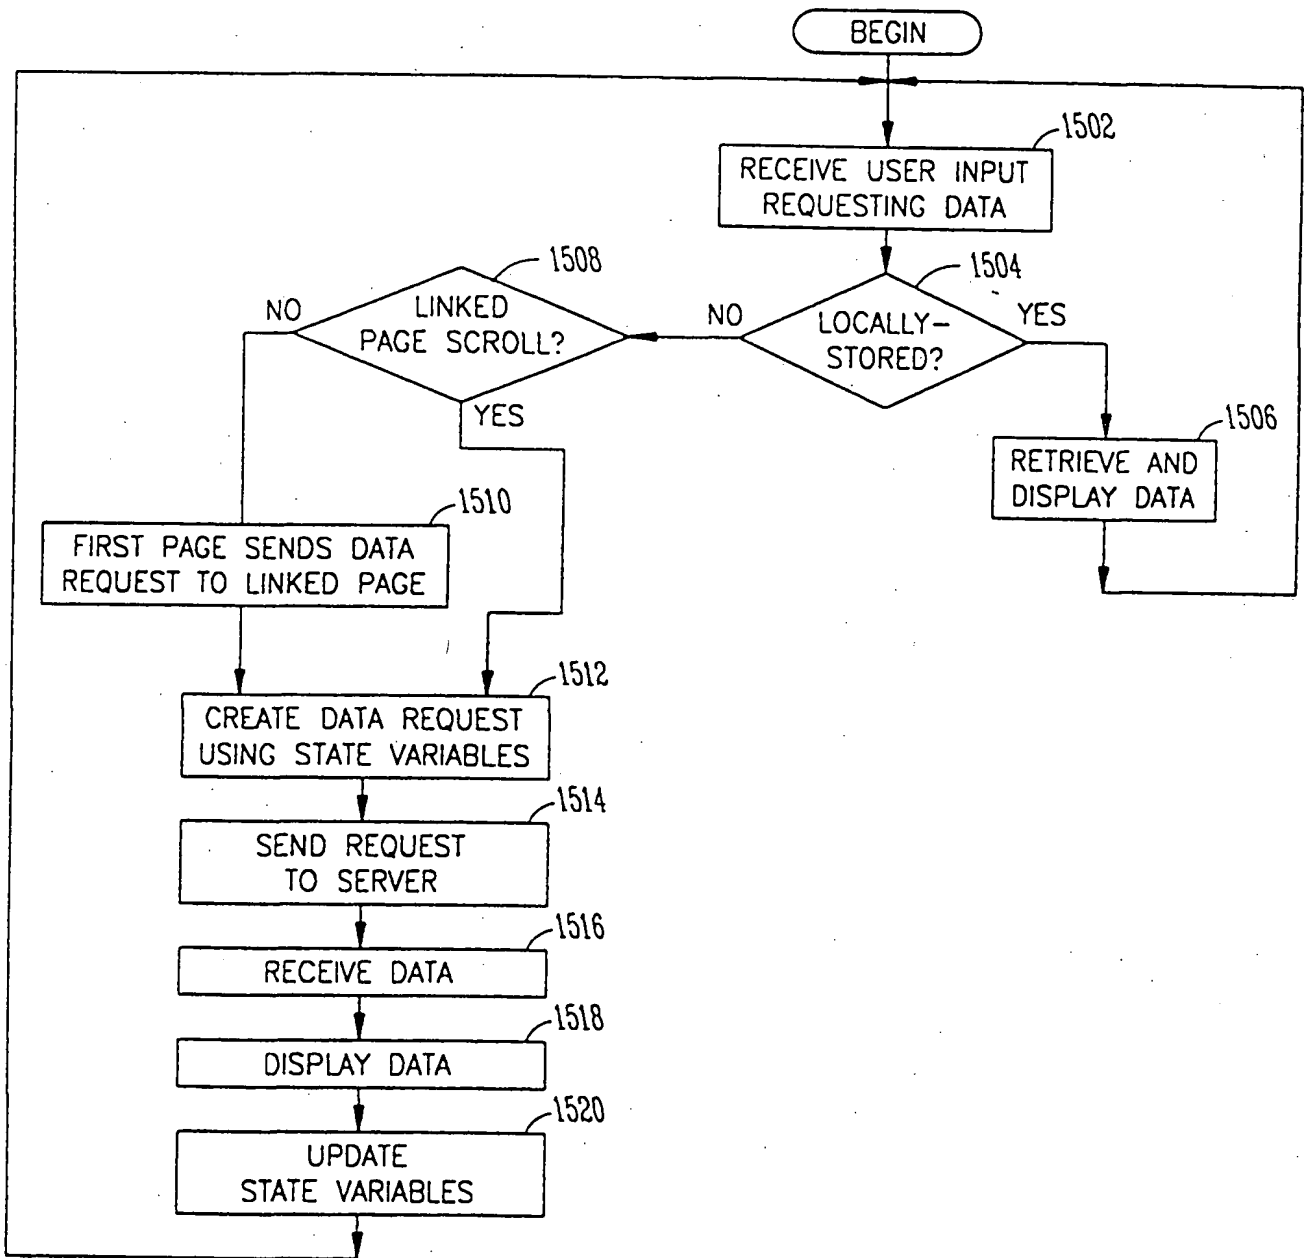 BEGIN
1502
RECEIVE USER INPUT
REQUESTING DATA
1504
LOCALLY-
STORED?
NO
YES
1508
LINKED
PAGE SCROLL?
NO
YES
1506
RETRIEVE AND
DISPLAY DATA
1510
FIRST PAGE SENDS DATA
REQUEST TO LINKED PAGE
1512
CREATE DATA REQUEST
USING STATE VARIABLES
1514
SEND REQUEST
TO SERVER
1516
RECEIVE DATA
1518
DISPLAY DATA
1520
UPDATE
STATE VARIABLES